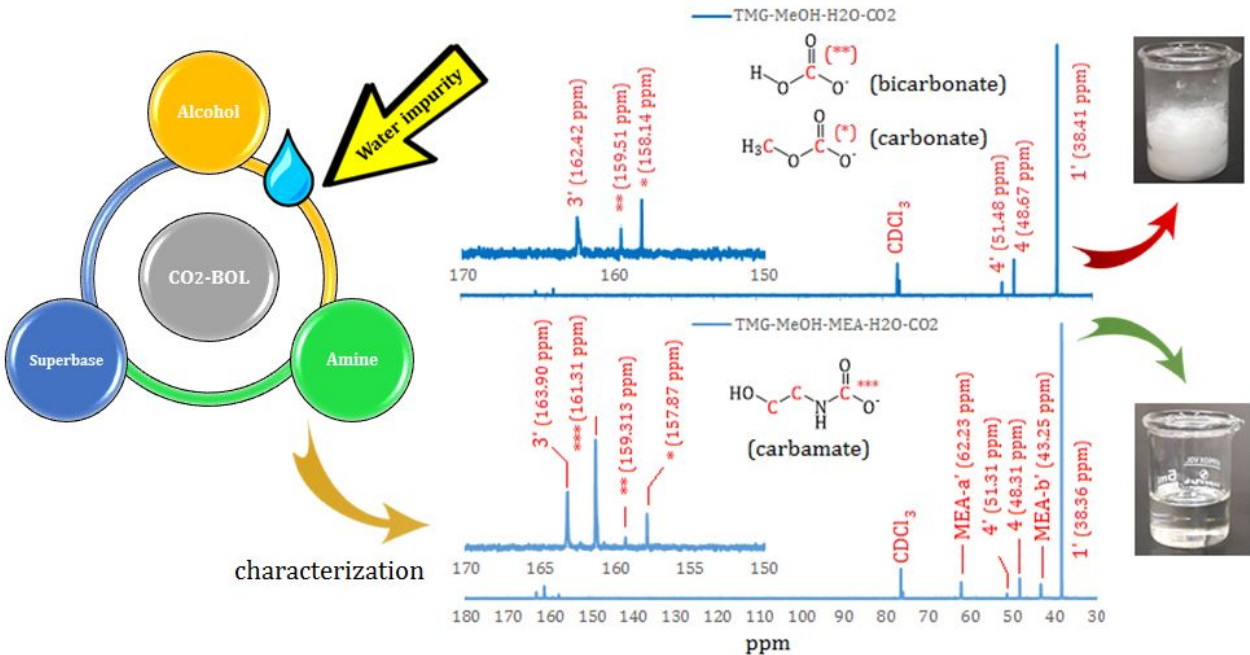 Alcohol
Water impurity
CO2-BOL
Superbase
Amine
characterization
TMG-MeOH-H2O-CO2
3' (162.42 ppm)
** (159.51 ppm)
* (158.14 ppm)
O
(**)
H
C
O
O-
(bicarbonate)
O
(*)
H3C
C
O
O-
(carbonate)
CDCl3
4' (51.48 ppm)
4 (48.67 ppm)
1' (38.41 ppm)
170
160
150
TMG-MeOH-MEA-H2O-CO2
3' (163.90 ppm)
*** (161.31 ppm)
** (159.313 ppm)
* (157.87 ppm)
O
***
HO
C
C
N
H
C
O-
(carbamate)
CDCl3
MEA-a' (62.23 ppm)
4' (51.31 ppm)
4 (48.31 ppm)
MEA-b' (43.25 ppm)
1' (38.36 ppm)
170 165 160 155 150
180 170 160 150 140 130 120 110 100 90 80 70 60 50 40 30
ppm